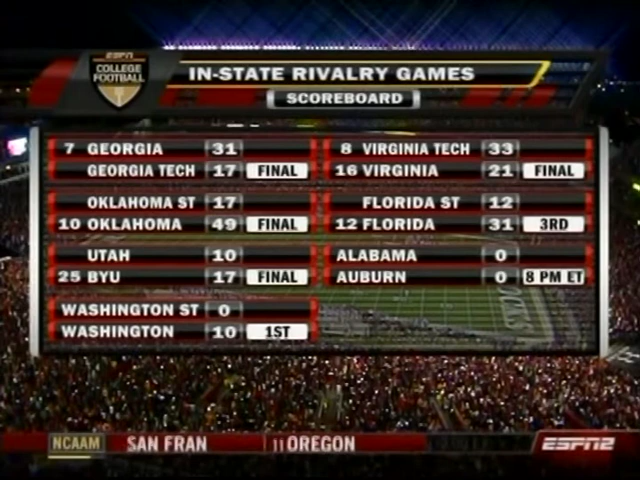 ESPN
COLLEGE
FOOTBALL
IN-STATE RIVALRY GAMES
SCOREBOARD
7 GEORGIA 31
GEORGIA TECH 17 FINAL
8 VIRGINIA TECH 33
16 VIRGINIA 21 FINAL
OKLAHOMA ST 17
10 OKLAHOMA 49 FINAL
FLORIDA ST 12
12 FLORIDA 31 3RD
UTAH 10
25 BYU 17 FINAL
ALABAMA 0
AUBURN 0 8 PM ET
WASHINGTON ST 0
WASHINGTON 10 1ST
NCAAM SAN FRAN 11 OREGON
ESPN2